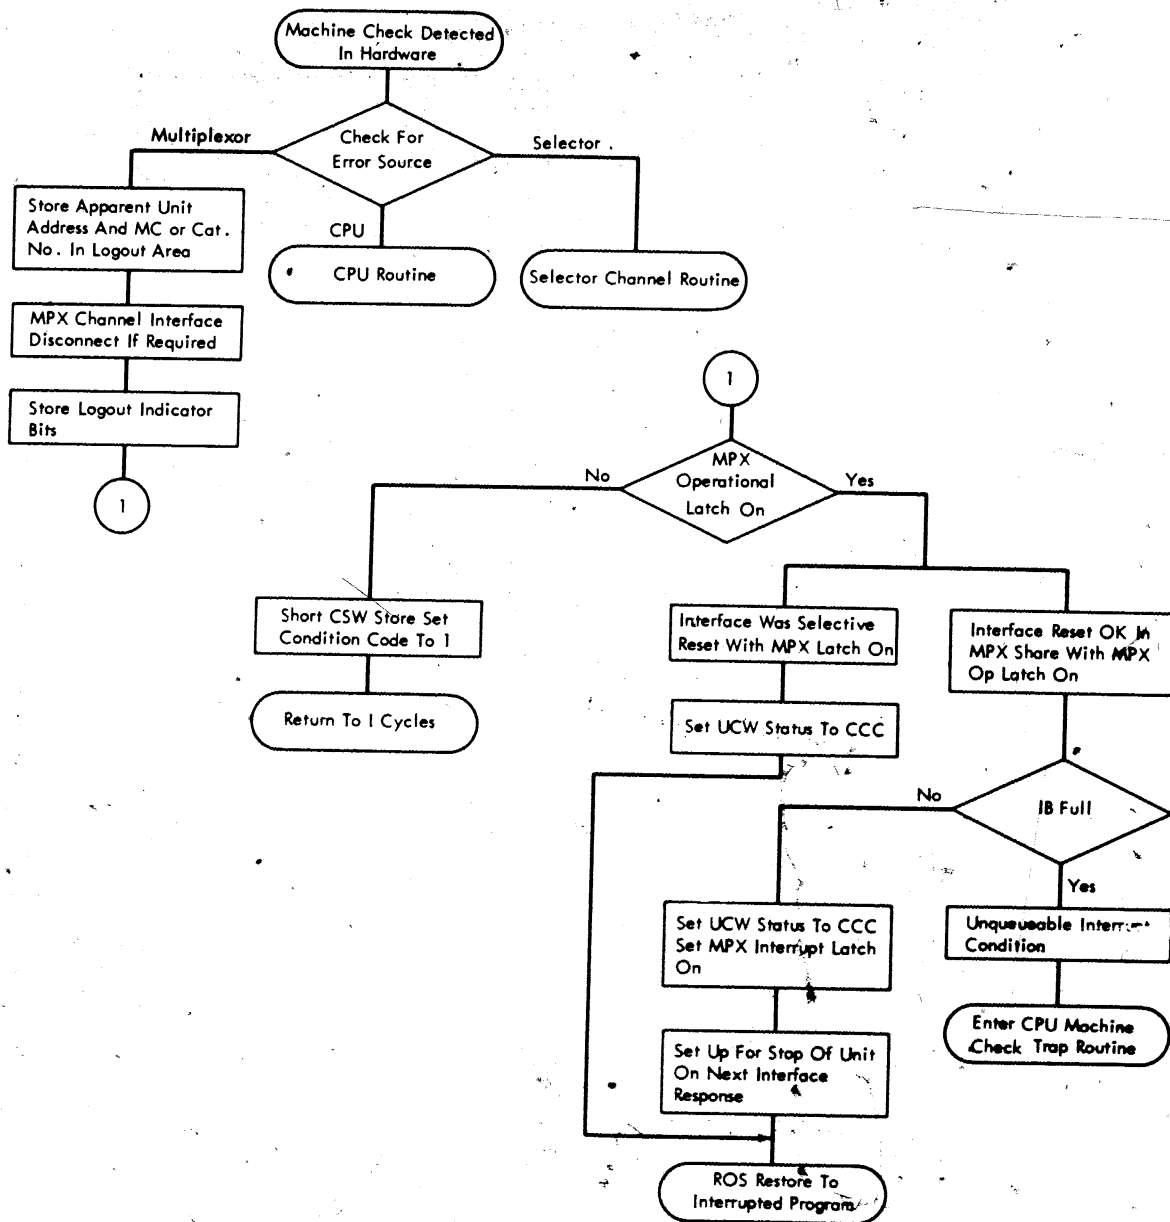 Machine Check Detected
In Hardware
Multiplexor
Check For
Error Source
Selector .
CPU
Store Apparent Unit
Address And MC or Cat.
No. In Logout Area
CPU Routine
Selector Channel Routine
MPX Channel Interface
Disconnect If Required
Store Logout Indicator
Bits
1
1
No
MPX
Operational
Latch On
Yes
Short CSW Store Set
Condition Code To 1
Return To I Cycles
Interface Was Selective
Reset With MPX Latch On
Interface Reset OK In
MPX Share With MPX
Op Latch On
Set UCW Status To CCC
No
IB Full
Yes
Set UCW Status To CCC
Set MPX Interrupt Latch
On
Unqueueable Interrupt
Condition
Enter CPU Machine
Check Trap Routine
Set Up For Stop Of Unit
On Next Interface
Response
ROS Restore To
Interrupted Program